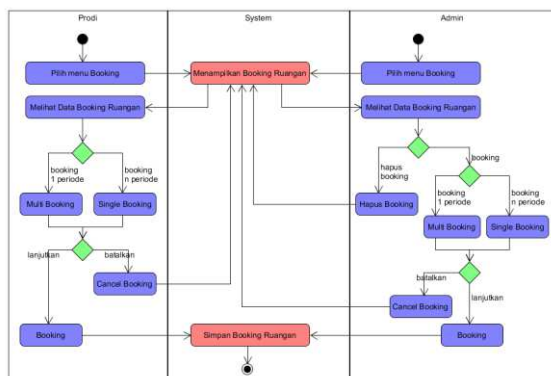 Prodi
System
Admin
Pilih menu Booking
Menampilkan Booking Ruangan
Pilih menu Booking
Melihat Data Booking Ruangan
Melihat Data Booking Ruangan
booking
1 periode
booking
n periode
hapus
booking
booking
booking
1 periode
booking
n periode
Multi Booking
Single Booking
Hapus Booking
Multi Booking
Single Booking
lanjutkan
batalkan
Cancel Booking
batalkan
lanjutkan
Cancel Booking
Booking
Simpan Booking Ruangan
Booking